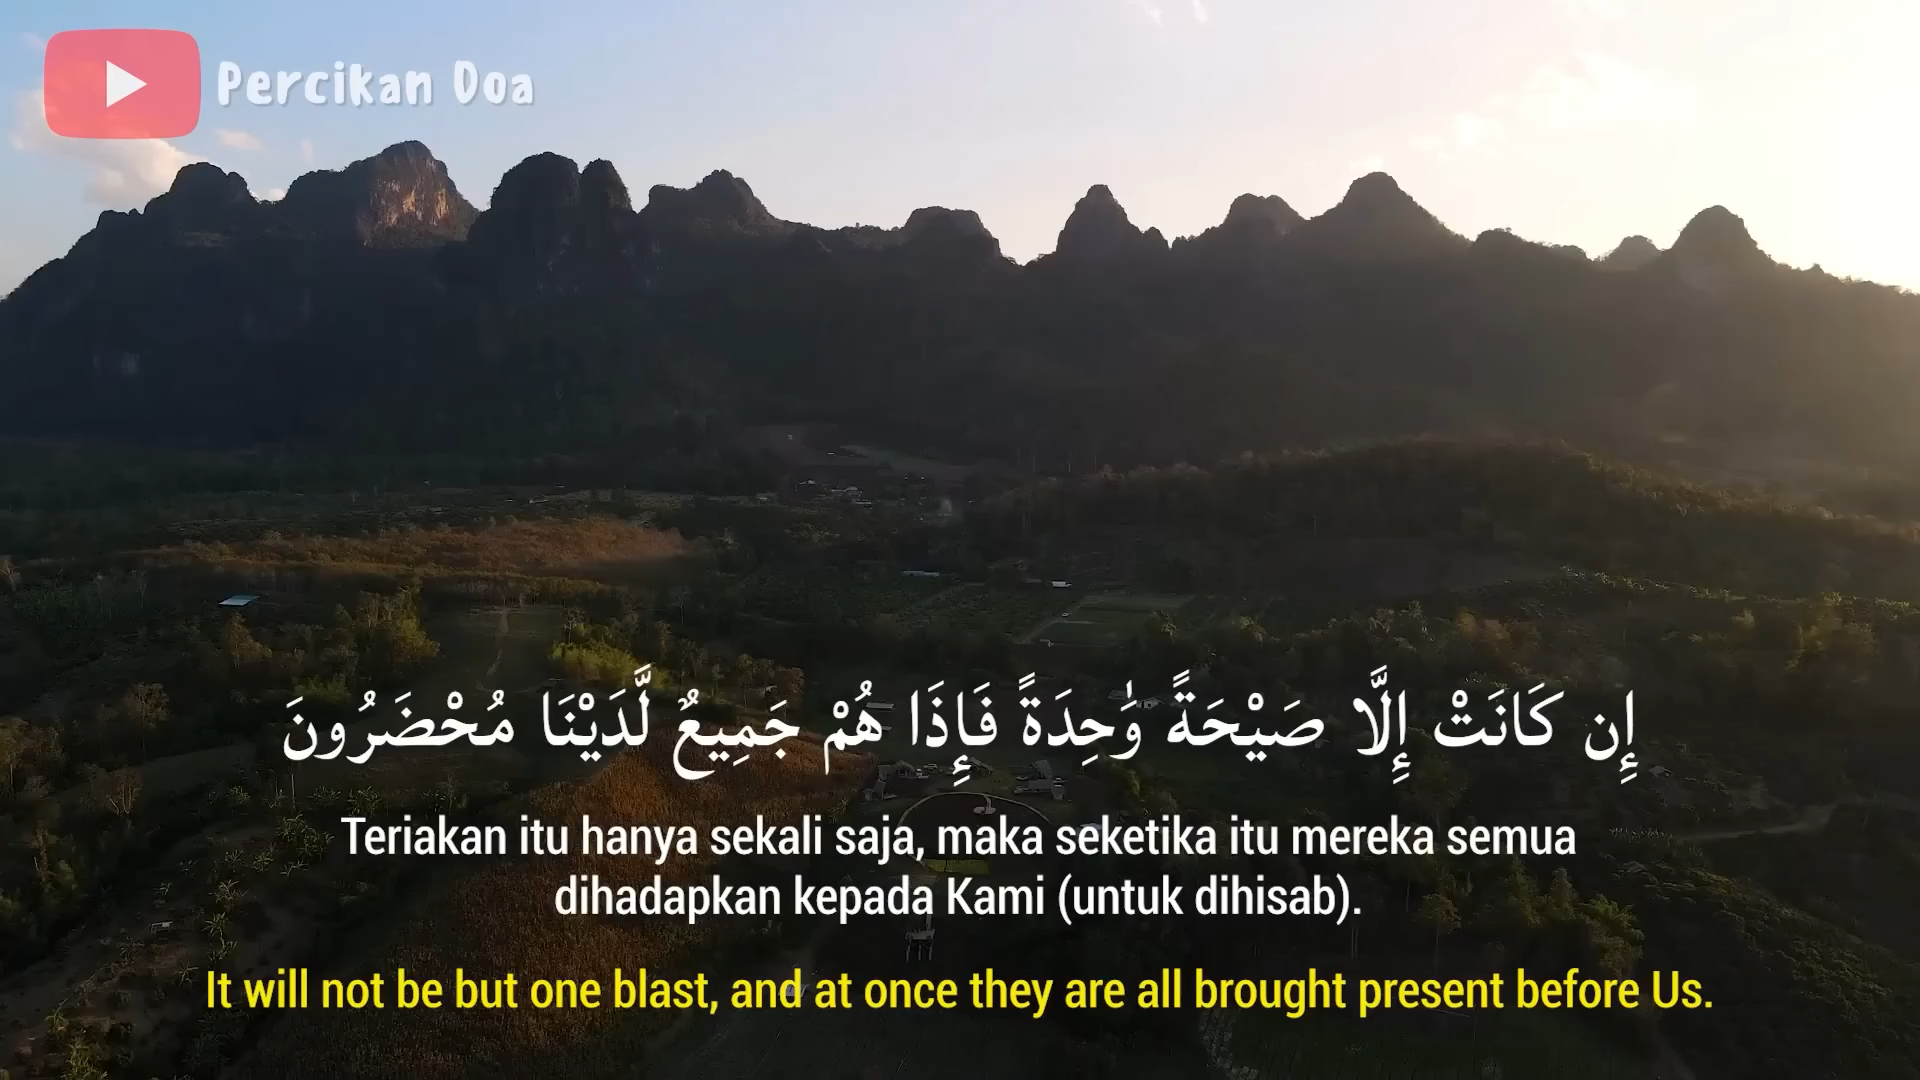 Percikan Doa
إِن كَانَتْ إِلَّا صَيْحَةً وَٰحِدَةً فَإِذَا هُمْ جَمِيعٌ لَّدَيْنَا مُحْضَرُونَ
Teriakan itu hanya sekali saja, maka seketika itu mereka semua
dihadapkan kepada Kami (untuk dihisab).
It will not be but one blast, and at once they are all brought present before Us.